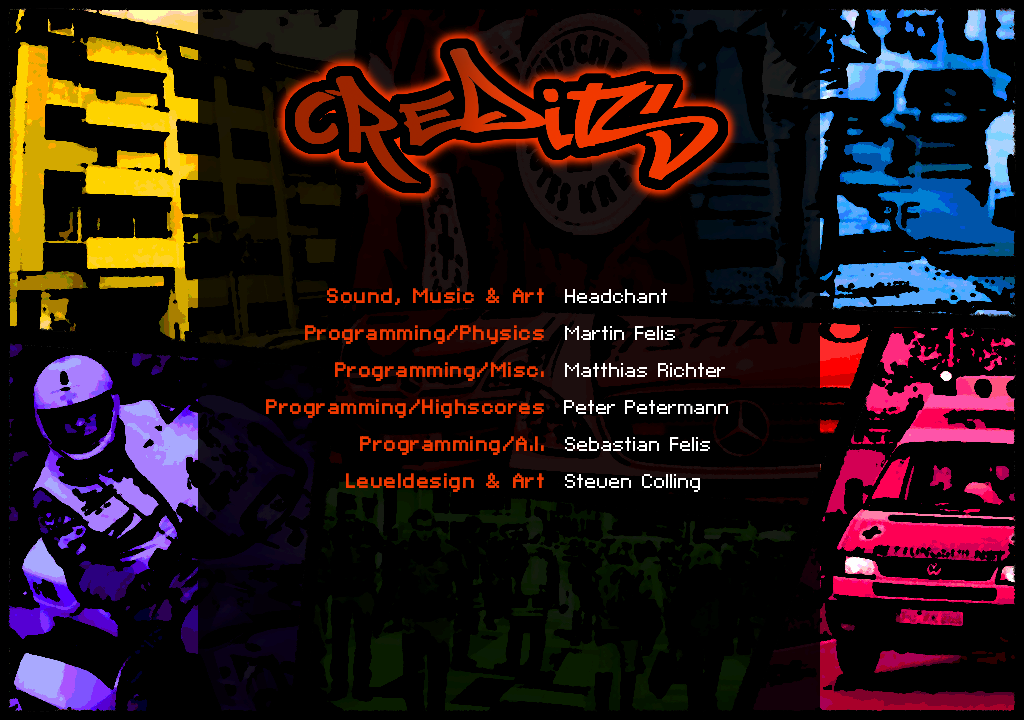 CREDitZ
Sound, Music & Art Headchant
Programming/Physics Martin Felis
Programming/Misc. Matthias Richter
Programming/Highscores Peter Petermann
Programming/A.I. Sebastian Felis
Leveldesign & Art Steven Colling